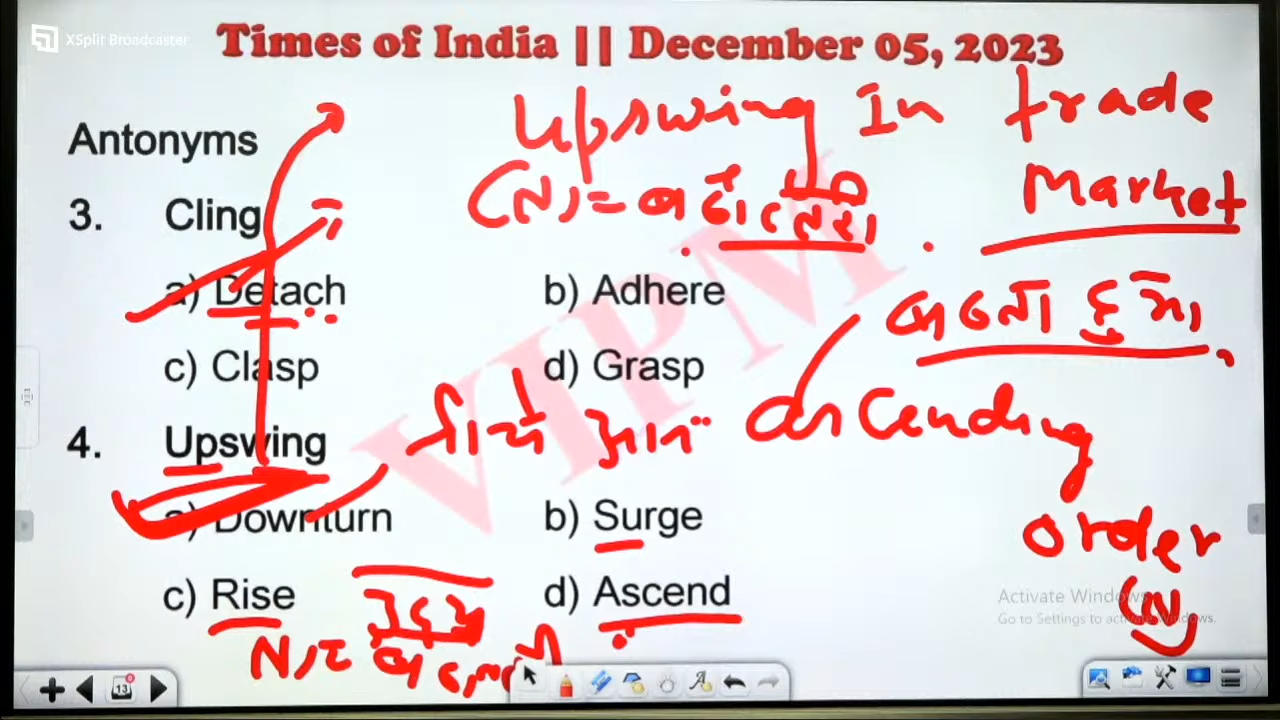 XSplit Broadcaster
Times of India || December 05, 2023
Upswing In trade
Market
Antonyms
3. Cling
(N)=
a) Detach b) Adhere
c) Clasp d) Grasp
ascending
order
(N)
4. Upswing
a) Downturn b) Surge
c) Rise d) Ascend
VIPM
Activate Windows
Go to Settings to activate Windows.
13